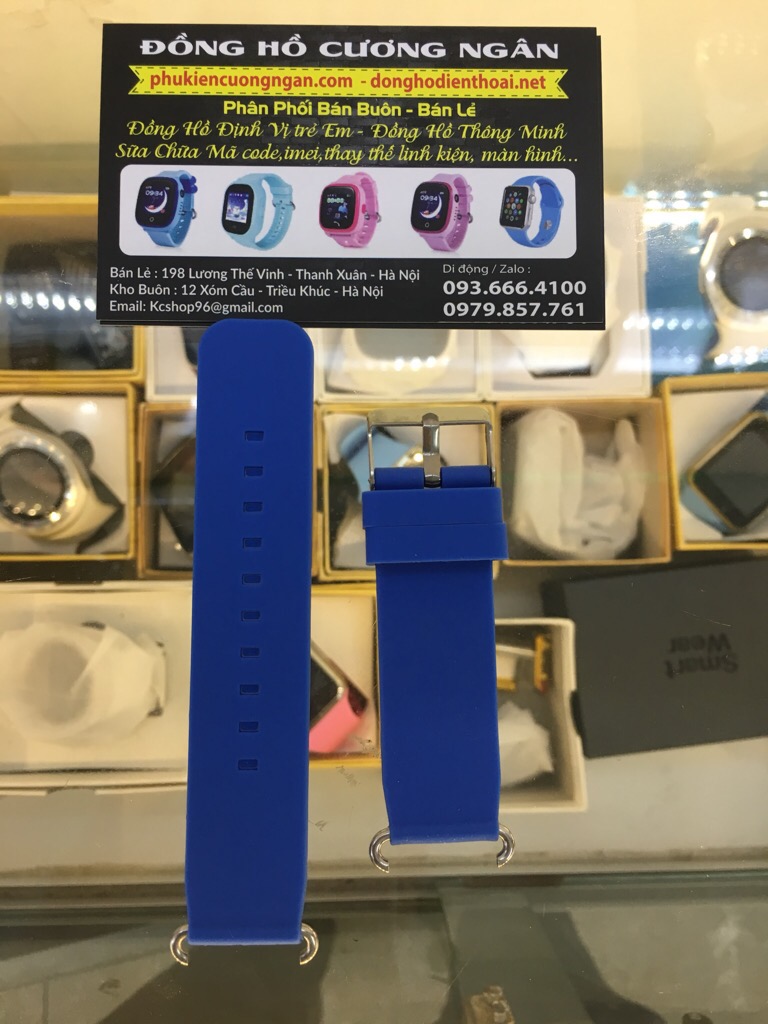 ĐỒNG HỒ CƯƠNG NGÂN
phukiencuongngan.com - donghodienthoai.net
Phân Phối Bán Buôn - Bán Lẻ
Đồng Hồ Định Vị trẻ Em - Đồng Hồ Thông Minh
Sữa Chữa Mã code,imei,thay thế linh kiện, màn hình...
Bán Lẻ : 198 Lương Thế Vinh - Thanh Xuân - Hà Nội
Kho Buôn : 12 Xóm Cầu - Triều Khúc - Hà Nội
Email: Kcshop96@gmail.com
Di động / Zalo :
093.666.4100
0979.857.761
Smart
Wear